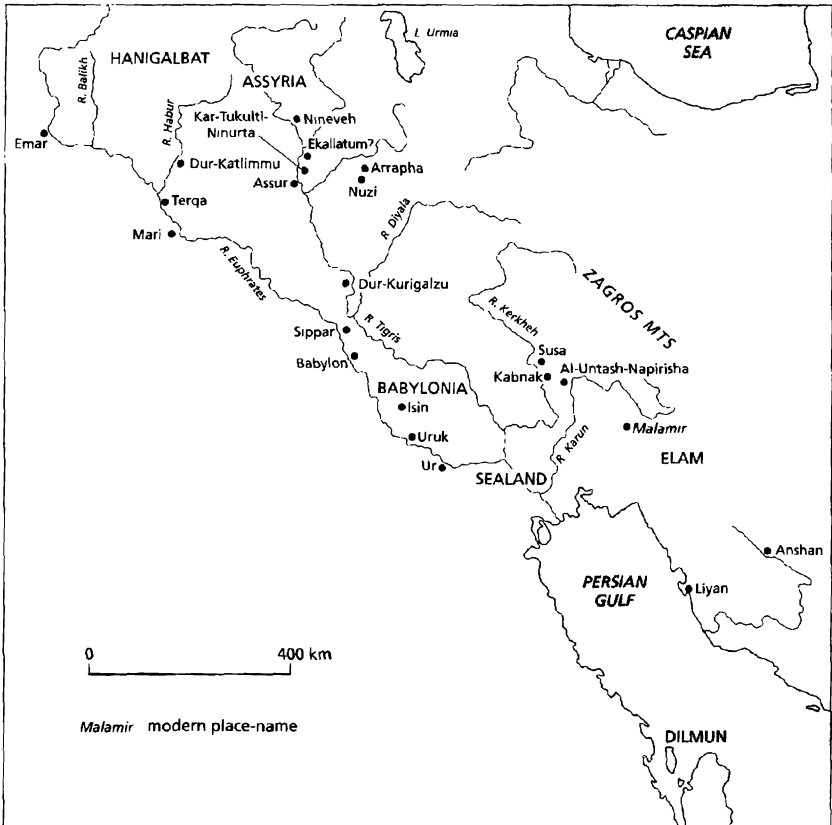 CASPIAN
SEA
L Urmia
HANIGALBAT
R. Balikh
ASSYRIA
R. Habur
Kar-Tukulti-
Ninurta
Nineveh
Ekallatum?
Emar
Dur-Katlimmu
Arrapha
Assur
Nuzi
Terqa
R Diyala
Mari
R. Euphrates
ZAGROS MTS
Dur-Kurigalzu
R. Kerkheh
R Tigris
Sippar
Susa
Babylon
Kabnak
Al-Untash-Napirisha
BABYLONIA
Isin
Malamir
Uruk
R Karun
ELAM
Ur
SEALAND
Anshan
PERSIAN
GULF
Liyan
0 400 km
Malamir modern place-name
DILMUN